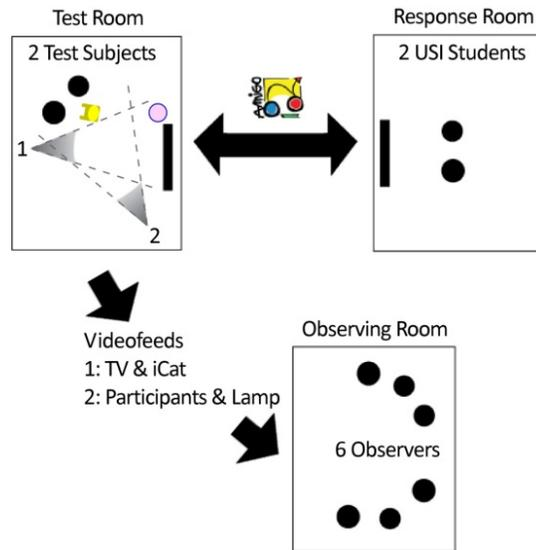 Test Room
2 Test Subjects
1
2
AMIGO
Response Room
2 USI Students
Videofeeds
1: TV & iCat
2: Participants & Lamp
Observing Room
6 Observers